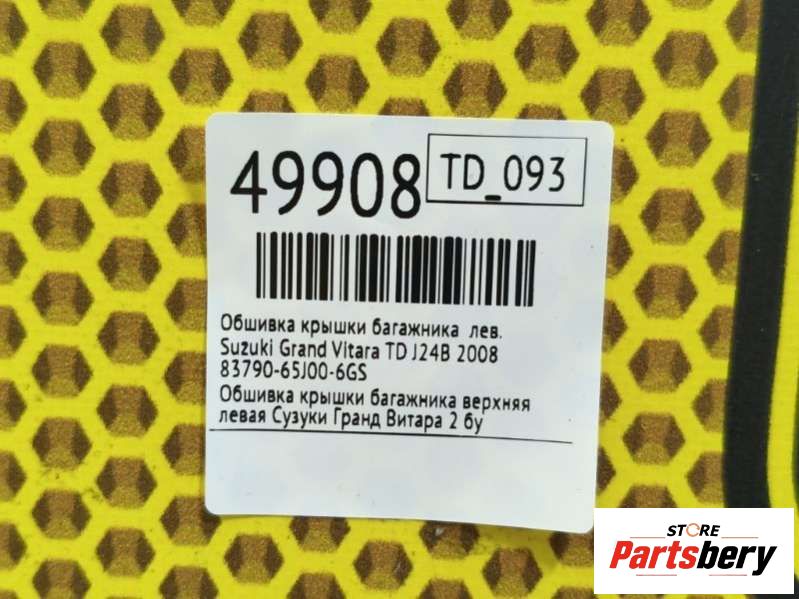 49908
TD_093
Обшивка крышки багажника лев.
Suzuki Grand Vitara TD J24B 2008
83790-65J00-6GS
Обшивка крышки багажника верхняя
левая Сузуки Гранд Витара 2 бу
STORE
Partsbery